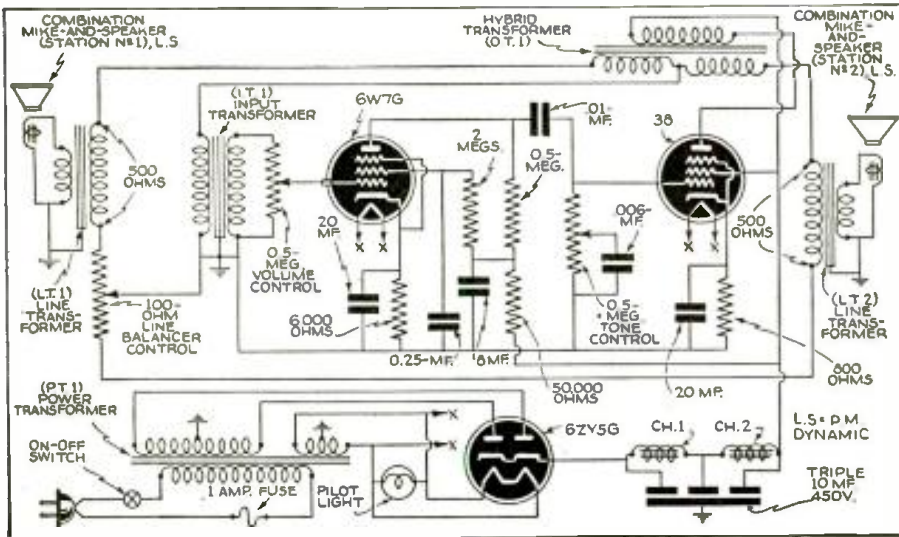 COMBINATION
MIKE-AND-SPEAKER
(STATION Nº1), L.S.
HYBRID
TRANSFORMER
(O.T.1)
COMBINATION
MIKE-
AND-
SPEAKER
(STATION
Nº2), L.S.
(I.T.1)
INPUT
TRANSFORMER
6W7G
2
MEGS.
.01-
MF.
0.5-
MEG.
38
500
OHMS
20
MF.
.006-
MF.
500
OHMS
(L.T.1)
LINE
TRANS-
FORMER
100-
OHM
LINE
BALANCER
CONTROL
0.5-
MEG
VOLUME
CONTROL
6,000
OHMS
0.25-MF.
8MF.
50,000
OHMS
0.5-
MEG
TONE
CONTROL
20 MF.
800
OHMS
(L.T.2)
LINE
TRANS-
FORMER
(P.T.1)
POWER
TRANSFORMER
ON-OFF
SWITCH
1 AMP. FUSE
PILOT
LIGHT
X
X
X X
X X
6ZY5G
CH.1
CH.2
L.S.= P.M.
DYNAMIC
TRIPLE
10 MF
450V.